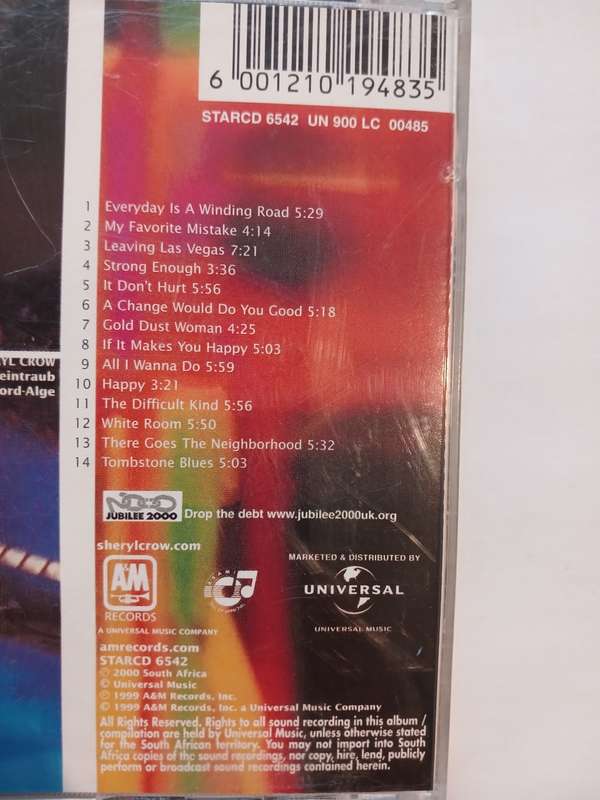 6 001210 194835
STARCD 6542 UN 900 LC 00485
1 Everyday Is A Winding Road 5:29
2 My Favorite Mistake 4:14
3 Leaving Las Vegas 7:21
4 Strong Enough 3:36
5 It Don't Hurt 5:56
6 A Change Would Do You Good 5:18
7 Gold Dust Woman 4:25
8 If It Makes You Happy 5:03
9 All I Wanna Do 5:59
10 Happy 3:21
11 The Difficult Kind 5:56
12 White Room 5:50
13 There Goes The Neighborhood 5:32
14 Tombstone Blues 5:03
YL CROW
eintraub
ord-Alge
JUBILEE 2000
Drop the debt www.jubilee2000uk.org
sherylcrow.com
A&M
RECORDS
A UNIVERSAL MUSIC COMPANY
MARKETED & DISTRIBUTED BY
UNIVERSAL
UNIVERSAL MUSIC
amrecords.com
STARCD 6542
℗ 2000 South Africa
© Universal Music
℗ 1999 A&M Records, Inc.
© 1999 A&M Records, Inc. a Universal Music Company
All Rights Reserved. Rights to all sound recording in this album /
compilation are held by Universal Music, unless otherwise stated
for the South African territory. You may not import into South
Africa copies of the sound recordings, nor copy, hire, lend, publicly
perform or broadcast sound recordings contained herein.